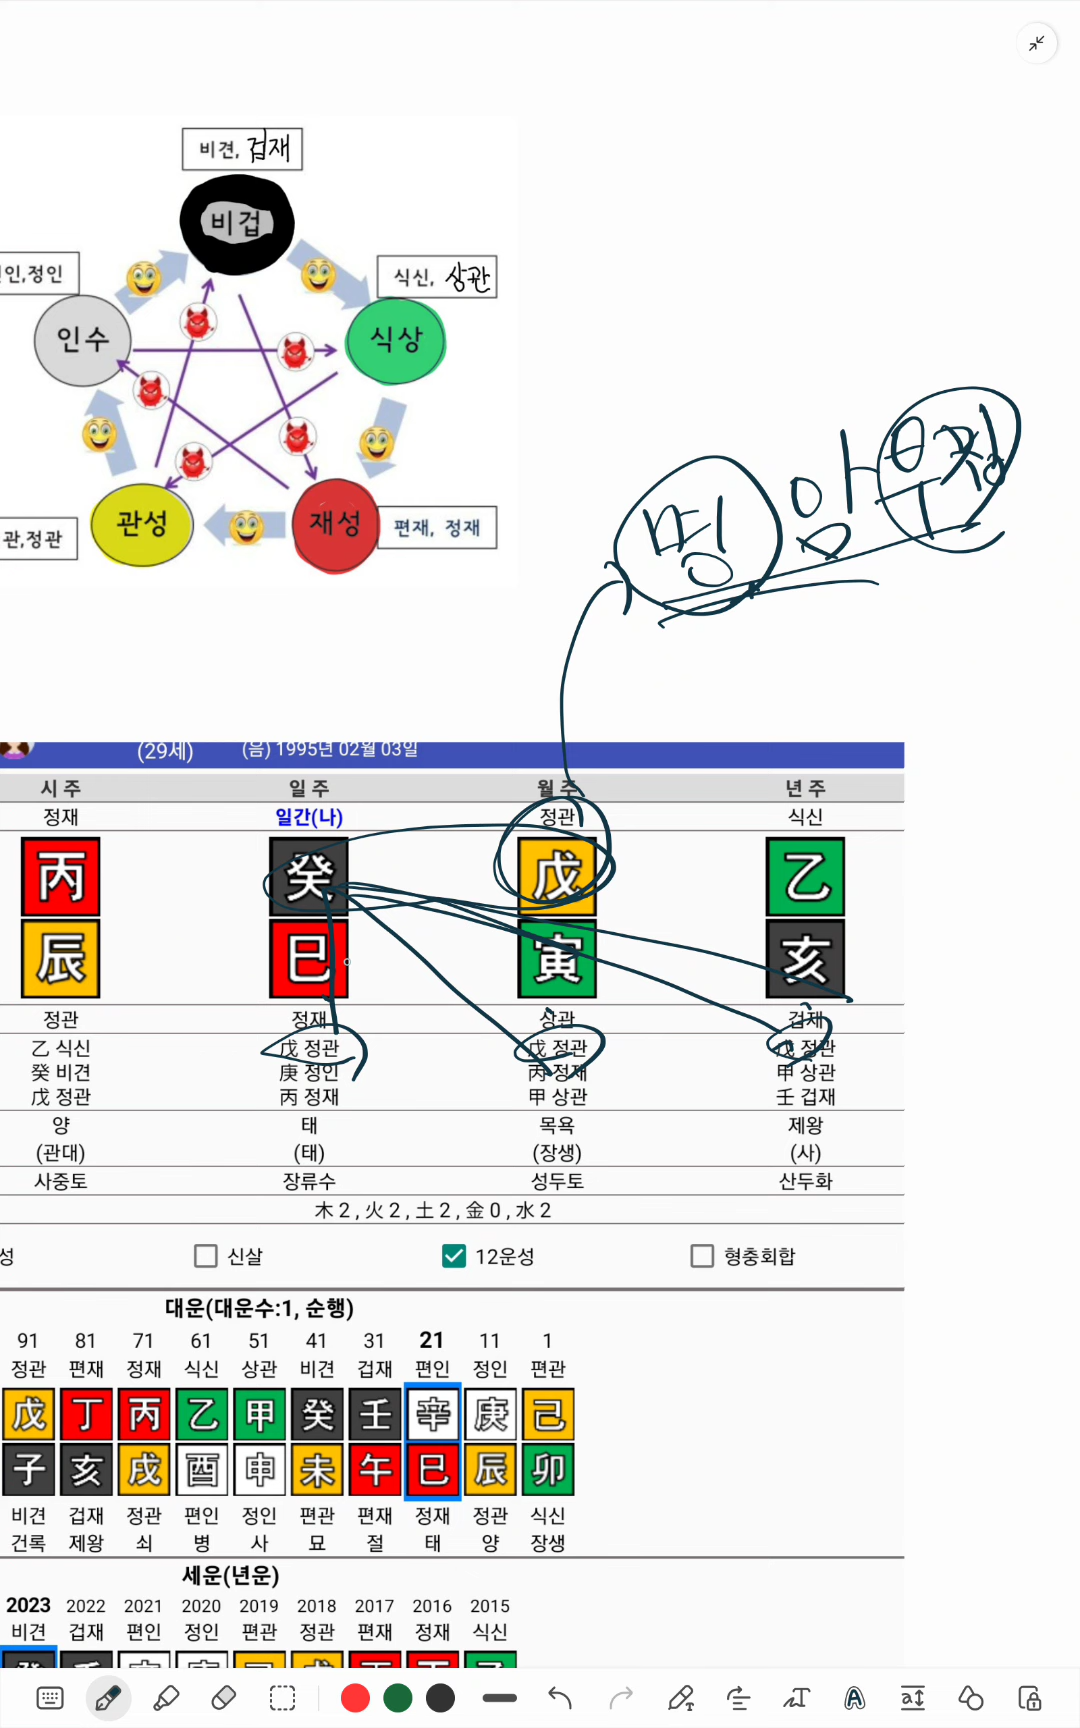 비견, 겁재
비겁
인,정인
식신, 상관
인수
식상
관성
재성
관,정관
편재, 정재
명 암
(29세) (음) 1995년 02월 03일
시주 일주 월주 년주
정재 일간(나) 정관 식신
丙 癸 戊 乙
辰 巳 寅 亥
정관 정재 상관 겁재
乙 식신 戊 정관 戊 정관 戊 정관
癸 비견 庚 정인 丙 정재 甲 상관
戊 정관 丙 정재 甲 상관 壬 겁재
양 태 목욕 제왕
(관대) (태) (장생) (사)
사중토 장류수 성두토 산두화
木2,火2,土2,金0,水2
성 신살 12운성 형충회합
대운(대운수:1, 순행)
91 81 71 61 51 41 31 21 11 1
정관 편재 정재 식신 상관 비견 겁재 편인 정인 편관
戊 丁 丙 乙 甲 癸 壬 辛 庚 己
子 亥 戌 酉 申 未 午 巳 辰 卯
비견 겁재 정관 편인 정인 편관 편재 정재 정관 식신
건록 제왕 쇠 병 사 묘 절 태 양 장생
세운(년운)
2023 2022 2021 2020 2019 2018 2017 2016 2015
비견 겁재 편인 정인 편관 정관 편재 정재 식신